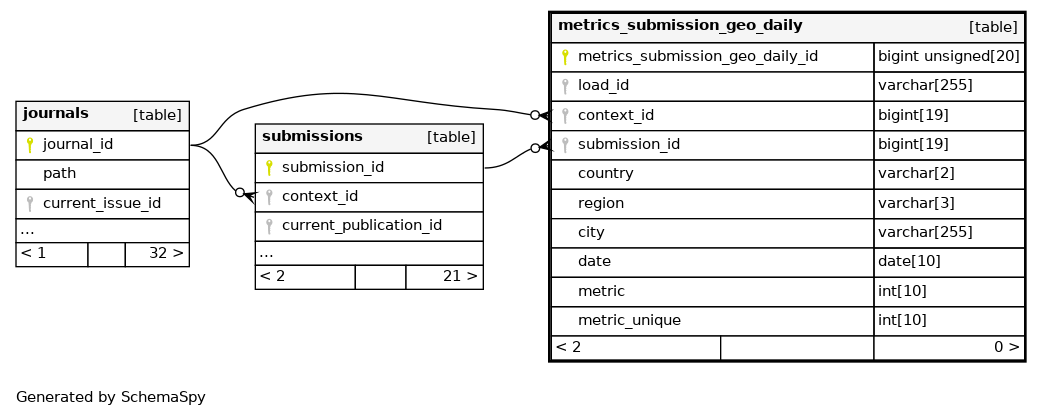 journals [table]
journal_id
path
current_issue_id
...
< 1 32 >
submissions [table]
submission_id
context_id
current_publication_id
...
< 2 21 >
metrics_submission_geo_daily [table]
metrics_submission_geo_daily_id bigint unsigned[20]
load_id varchar[255]
context_id bigint[19]
submission_id bigint[19]
country varchar[2]
region varchar[3]
city varchar[255]
date date[10]
metric int[10]
metric_unique int[10]
< 2 0 >
Generated by SchemaSpy